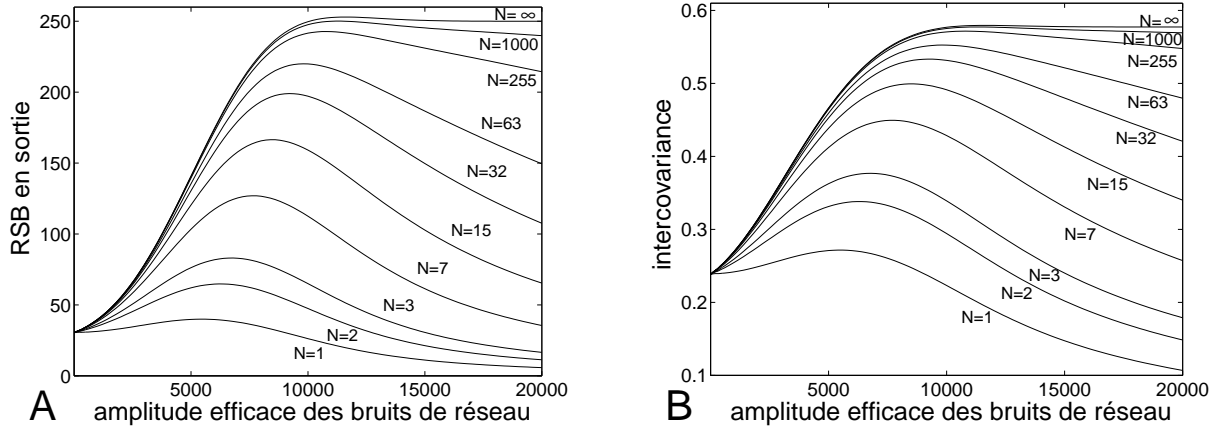 RSB en sortie
250
200
150
100
50
0
N= ∞
N=1000
N=255
N=63
N=32
N=15
N=7
N=3
N=2
N=1
5000
10000
15000
20000
amplitude efficace des bruits de réseau
A
intercovariance
0.6
0.5
0.4
0.3
0.2
0.1
N= ∞
N=1000
N=255
N=63
N=32
N=15
N=7
N=3
N=2
N=1
5000
10000
15000
20000
amplitude efficace des bruits de réseau
B